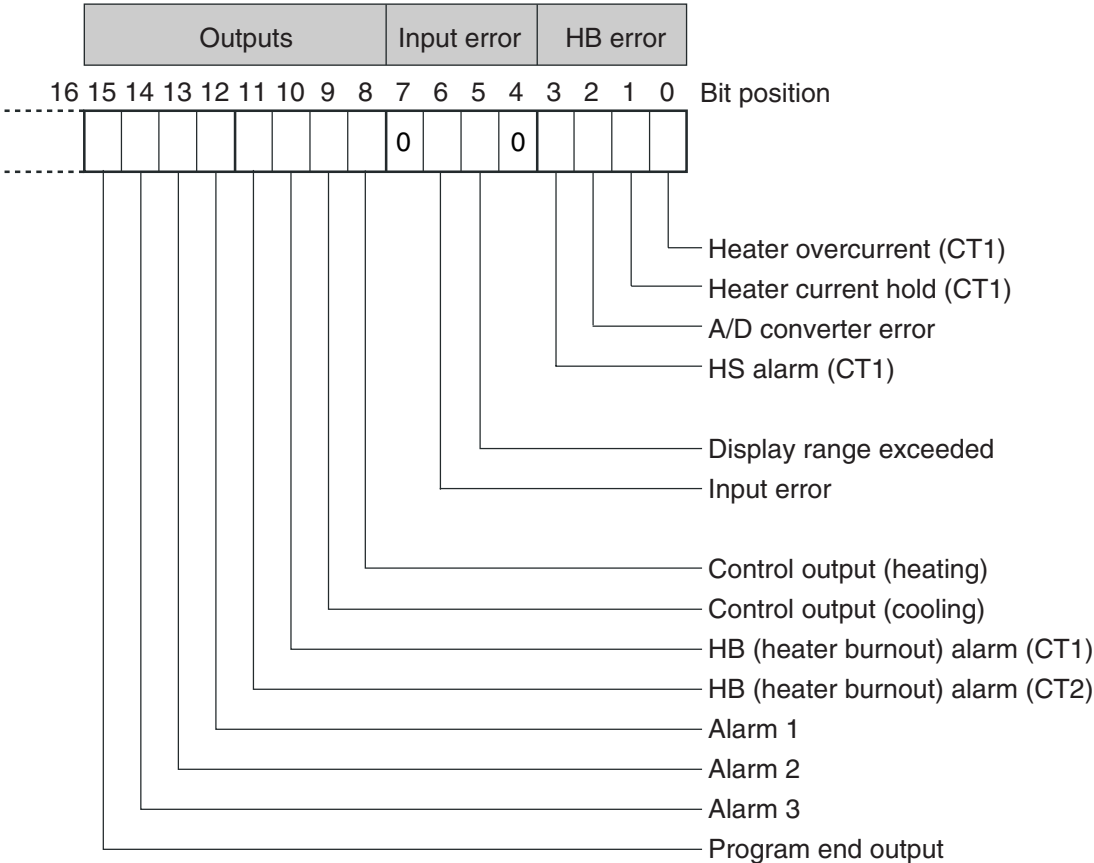 Outputs Input error HB error
16 15 14 13 12 11 10 9 8 7 6 5 4 3 2 1 0 Bit position
0 0
Heater overcurrent (CT1)
Heater current hold (CT1)
A/D converter error
HS alarm (CT1)
Display range exceeded
Input error
Control output (heating)
Control output (cooling)
HB (heater burnout) alarm (CT1)
HB (heater burnout) alarm (CT2)
Alarm 1
Alarm 2
Alarm 3
Program end output